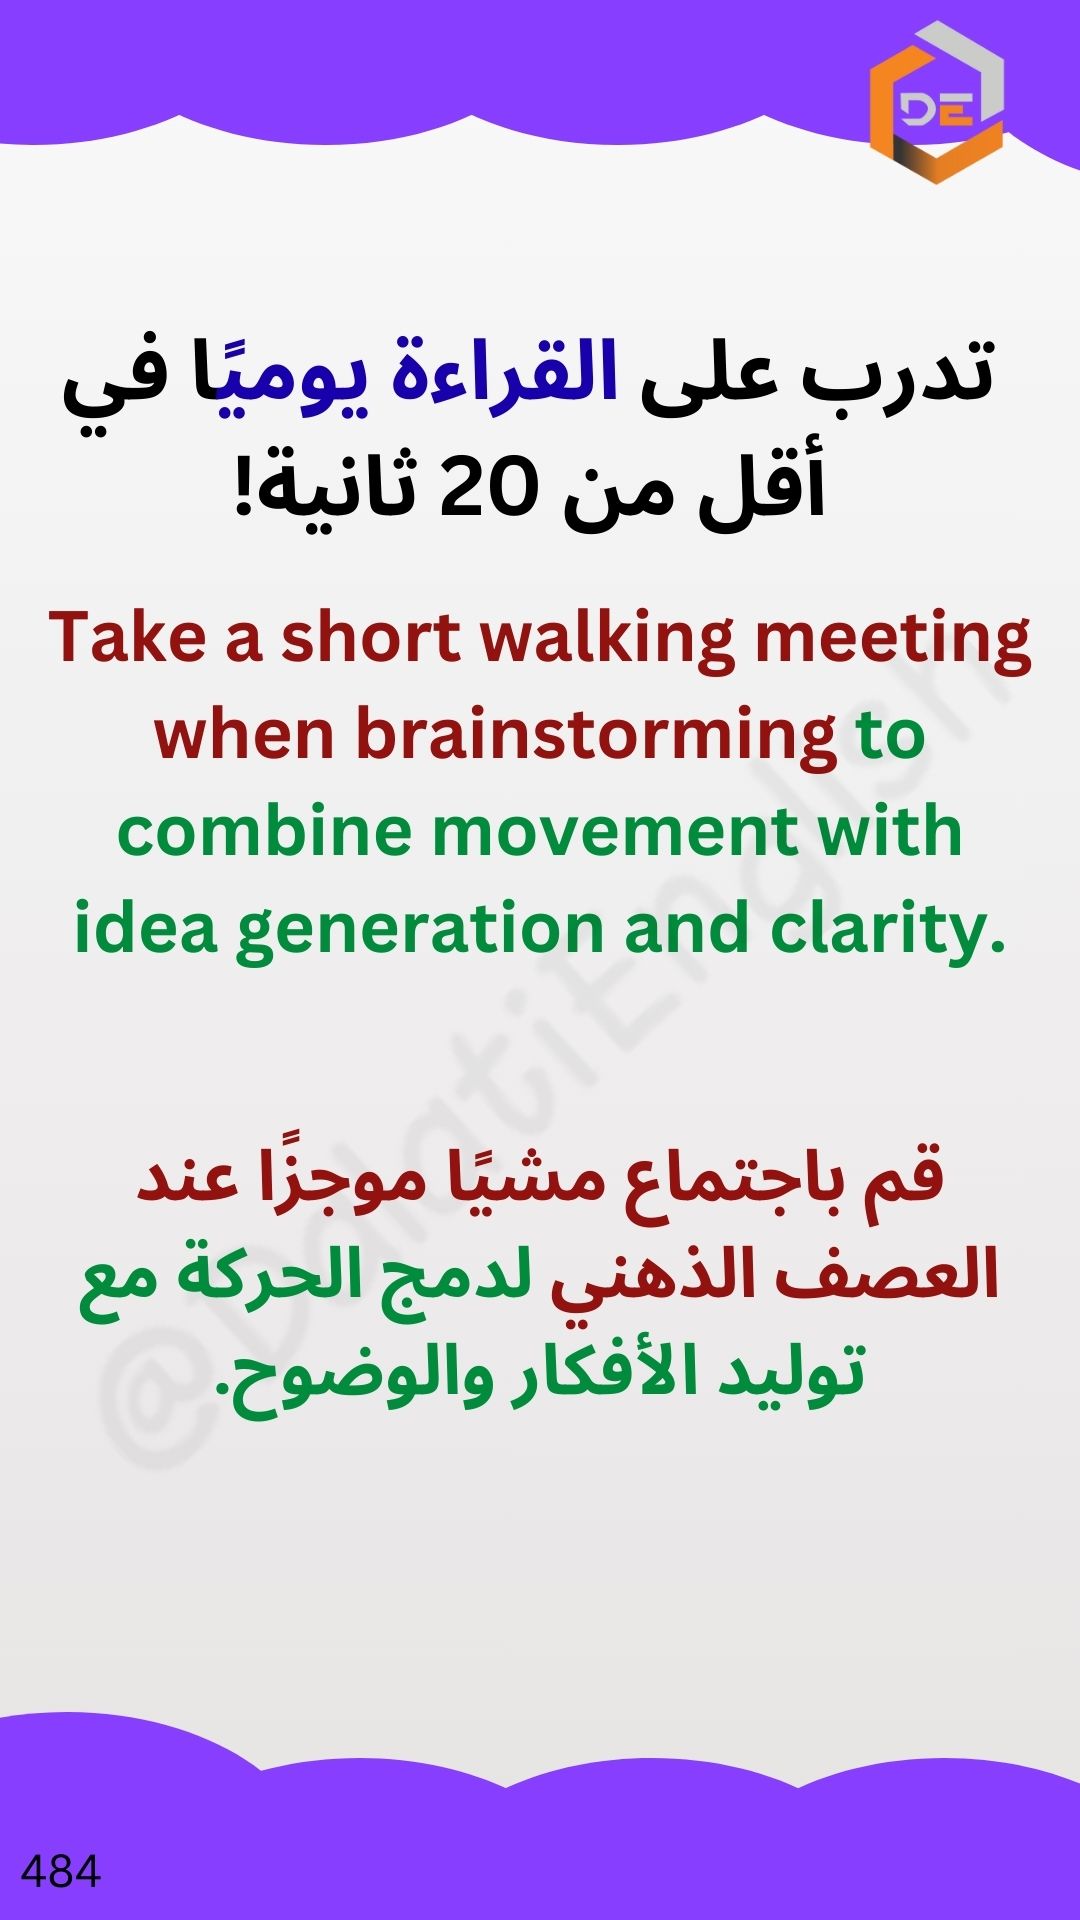 DE
تدرب على القراءة يوميًا في
أقل من 20 ثانية!
Take a short walking meeting
when brainstorming to
combine movement with
idea generation and clarity.
قم باجتماع مشيًا موجزًا عند
العصف الذهني لدمج الحركة مع
توليد الأفكار والوضوح.
@DalatiEnglish
484